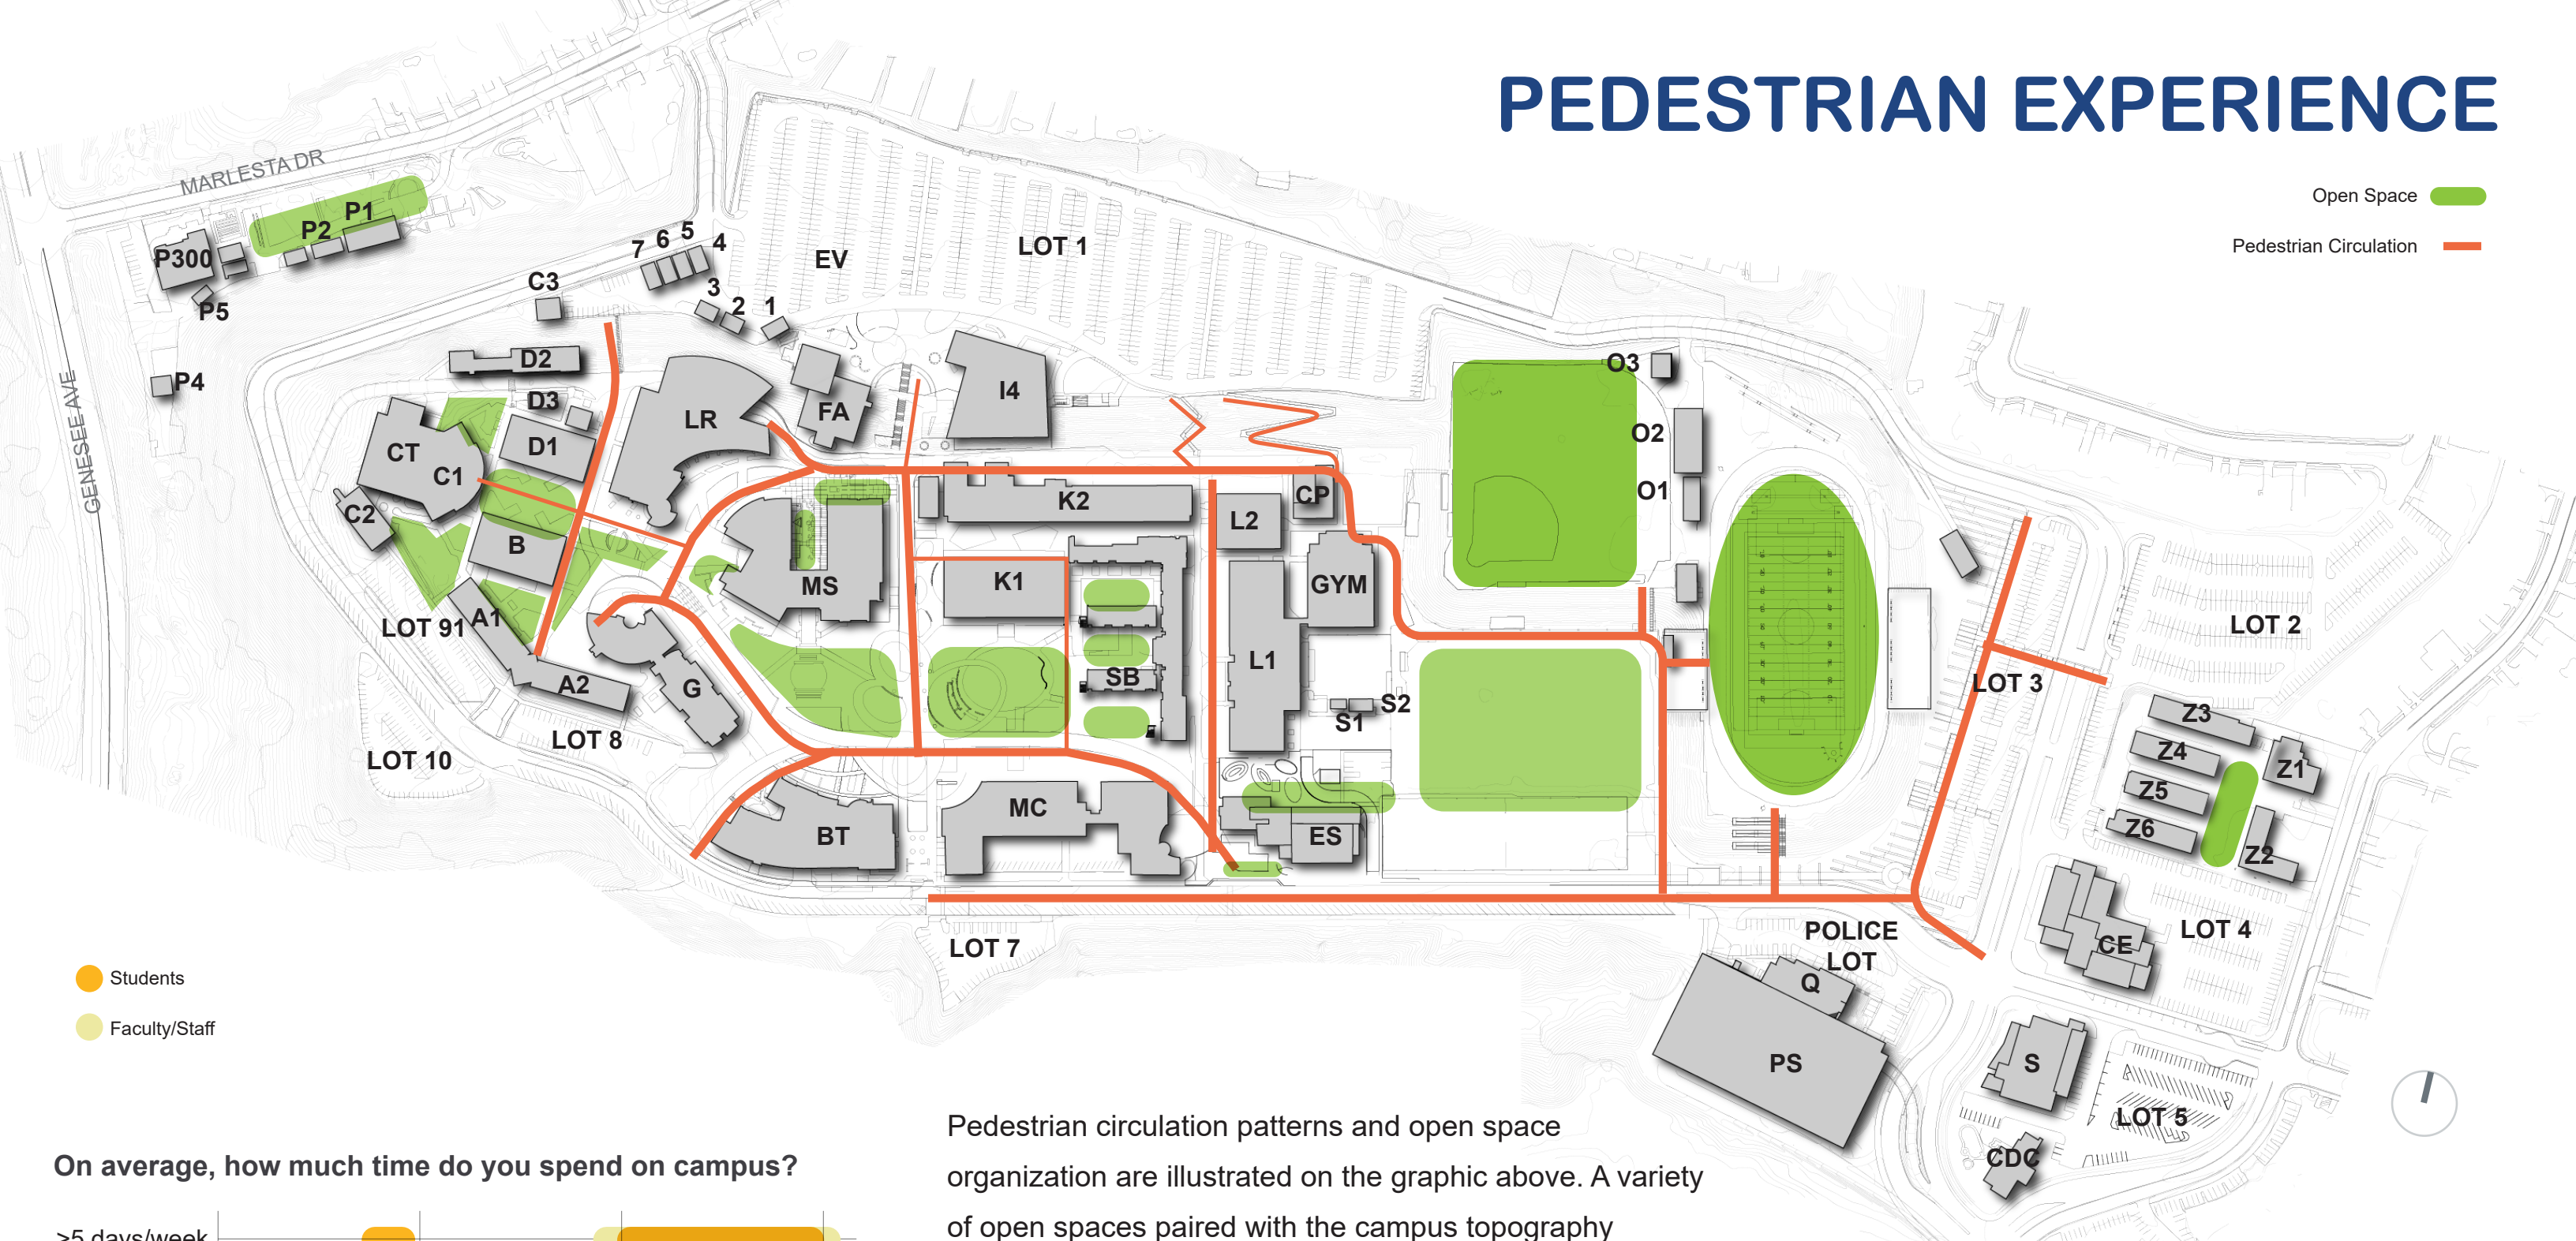 PEDESTRIAN EXPERIENCE
Open Space
Pedestrian Circulation
MARLESTA DR
GENESEE AVE
P1
P2
P300
P5
P4
7
6
5
4
3
2
1
EV
LOT 1
C3
D2
D3
D1
CT
C1
C2
B
A1
A2
LOT 91
LOT 10
LOT 8
G
LR
FA
I4
MS
K2
K1
SB
L2
CP
GYM
L1
S1
S2
MC
BT
ES
LOT 7
O3
O2
O1
LOT 3
LOT 2
Z3
Z4
Z5
Z6
Z1
Z2
LOT 4
CE
POLICE
LOT
Q
PS
S
LOT 5
CDC
Students
Faculty/Staff
On average, how much time do you spend on campus?
>5 days/week
Pedestrian circulation patterns and open space
organization are illustrated on the graphic above. A variety
of open spaces paired with the campus topography